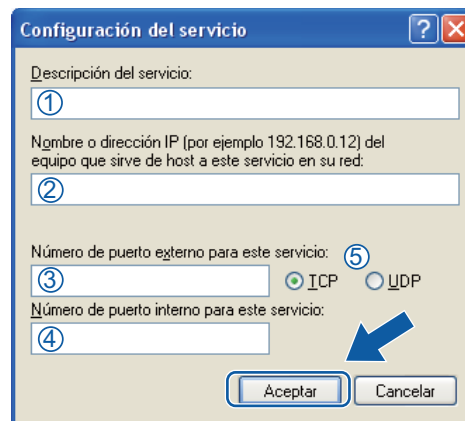 Configuración del servicio
Descripción del servicio:
①
Nombre o dirección IP (por ejemplo 192.168.0.12) del
equipo que sirve de host a este servicio en su red:
②
Número de puerto externo para este servicio: ⑤
③ TCP UDP
Número de puerto interno para este servicio:
④
Aceptar Cancelar